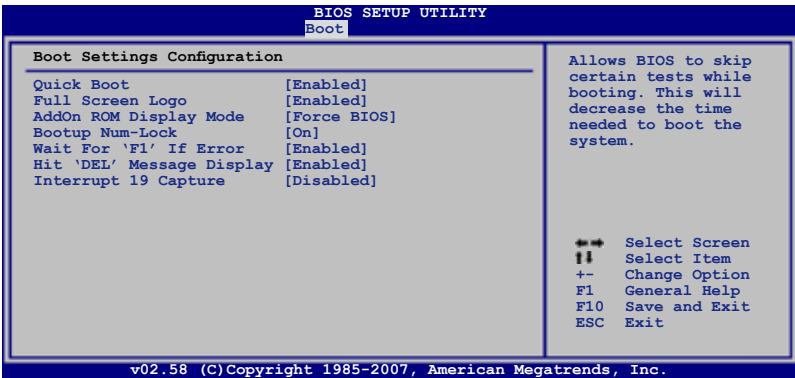 BIOS SETUP UTILITY
Boot
Boot Settings Configuration
Quick Boot [Enabled]
Full Screen Logo [Enabled]
AddOn ROM Display Mode [Force BIOS]
Bootup Num-Lock [On]
Wait For ‘F1’ If Error [Enabled]
Hit ‘DEL’ Message Display [Enabled]
Interrupt 19 Capture [Disabled]
Allows BIOS to skip
certain tests while
booting. This will
decrease the time
needed to boot the
system.
←→ Select Screen
↑↓ Select Item
+- Change Option
F1 General Help
F10 Save and Exit
ESC Exit
v02.58 (C)Copyright 1985-2007, American Megatrends, Inc.